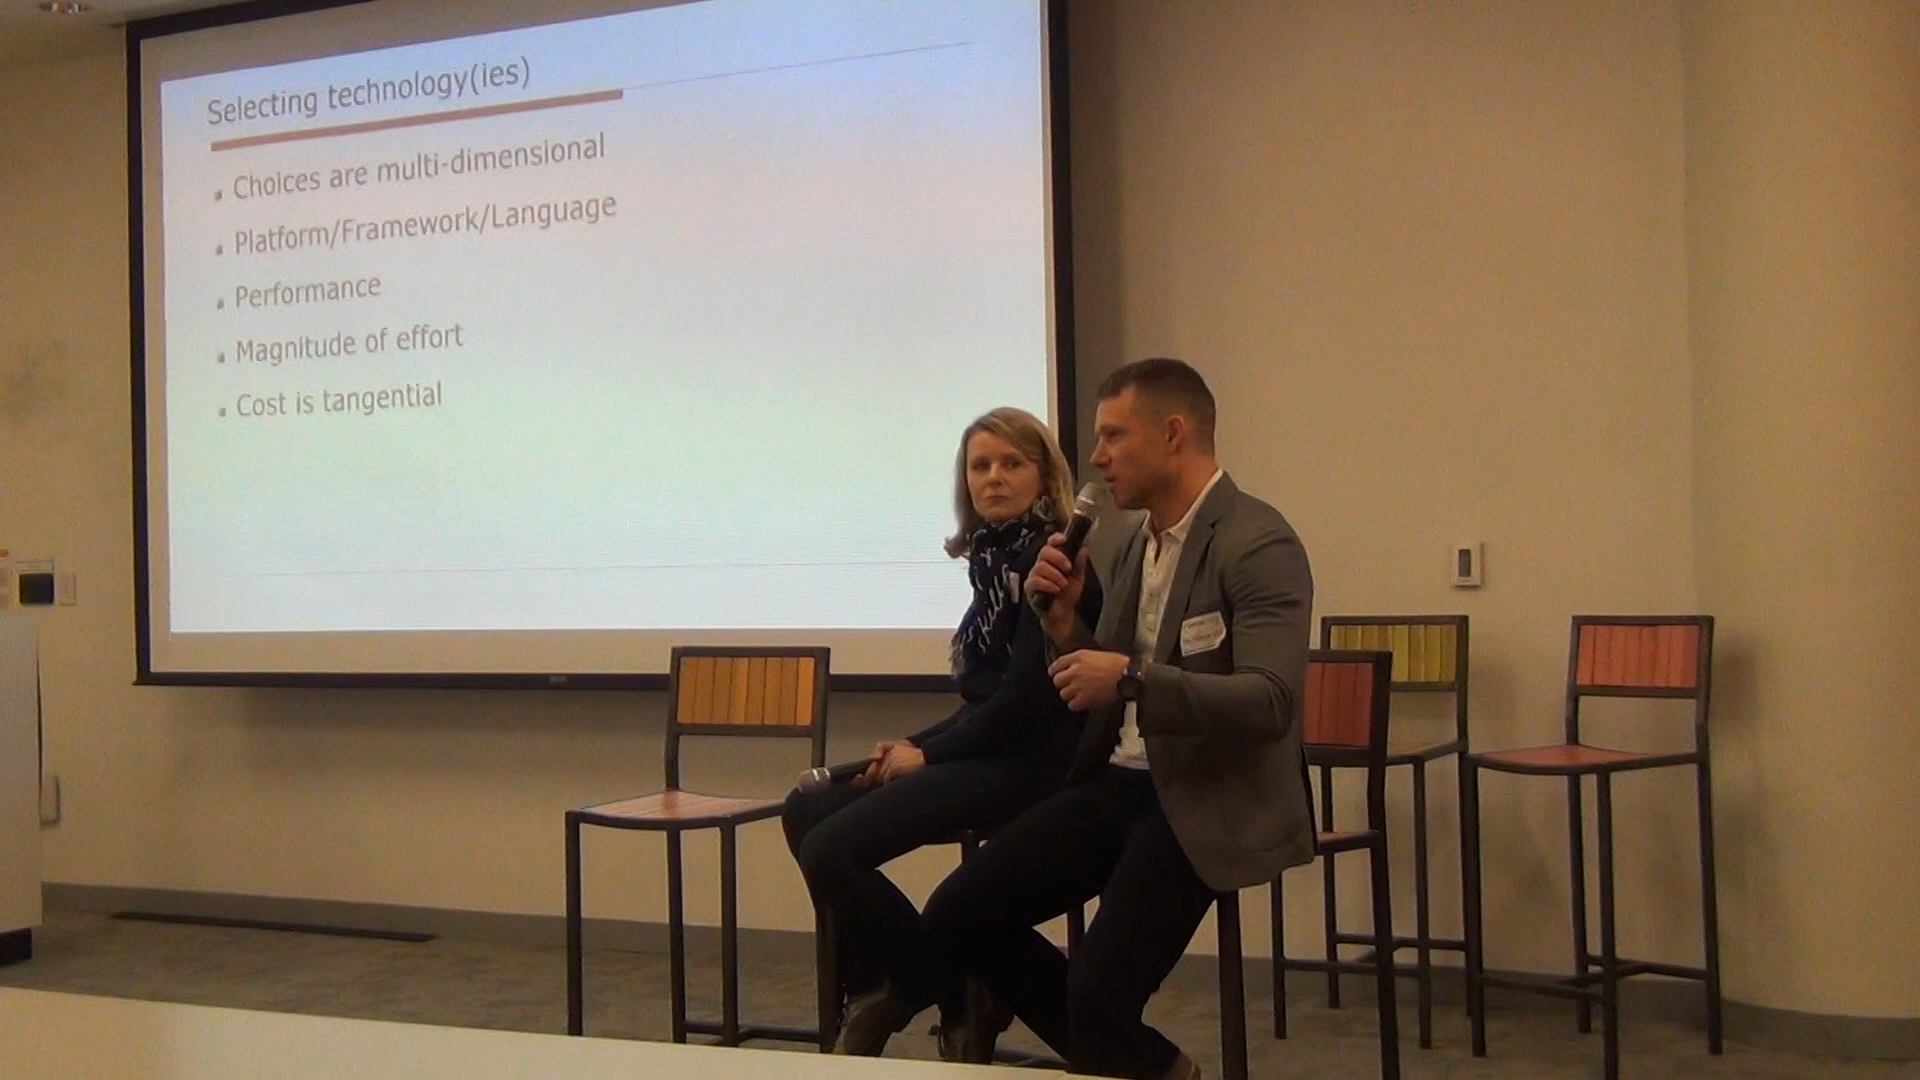 Selecting technology(ies)
Choices are multi-dimensional
Platform/Framework/Language
Performance
Magnitude of effort
Cost is tangential